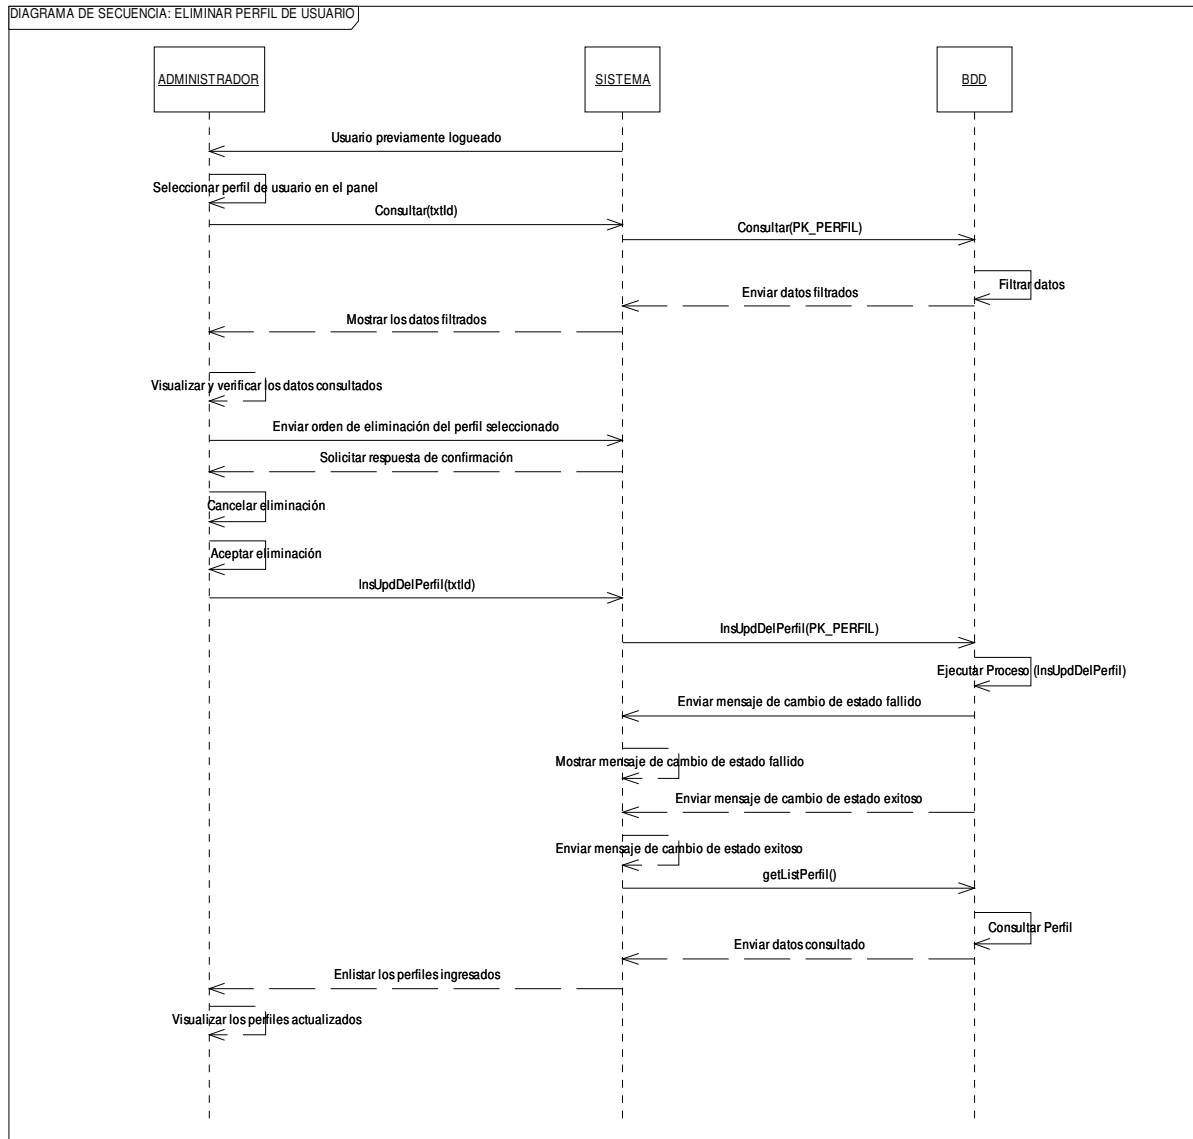 DIAGRAMA DE SECUENCIA: ELIMINAR PERFIL DE USUARIO
ADMINISTRADOR
SISTEMA
BDD
Usuario previamente logueado
Seleccionar perfil de usuario en el panel
Consultar(txtId)
Consultar(PK_PERFIL)
Filtrar datos
Enviar datos filtrados
Mostrar los datos filtrados
Visualizar y verificar los datos consultados
Enviar orden de eliminación del perfil seleccionado
Solicitar respuesta de confirmación
Cancelar eliminación
Aceptar eliminación
InsUpdDelPerfil(txtId)
InsUpdDelPerfil(PK_PERFIL)
Ejecutar Proceso (InsUpdDelPerfil)
Enviar mensaje de cambio de estado fallido
Mostrar mensaje de cambio de estado fallido
Enviar mensaje de cambio de estado exitoso
Enviar mensaje de cambio de estado exitoso
getListPerfil()
Consultar Perfil
Enviar datos consultado
Enlistar los perfiles ingresados
Visualizar los perfiles actualizados